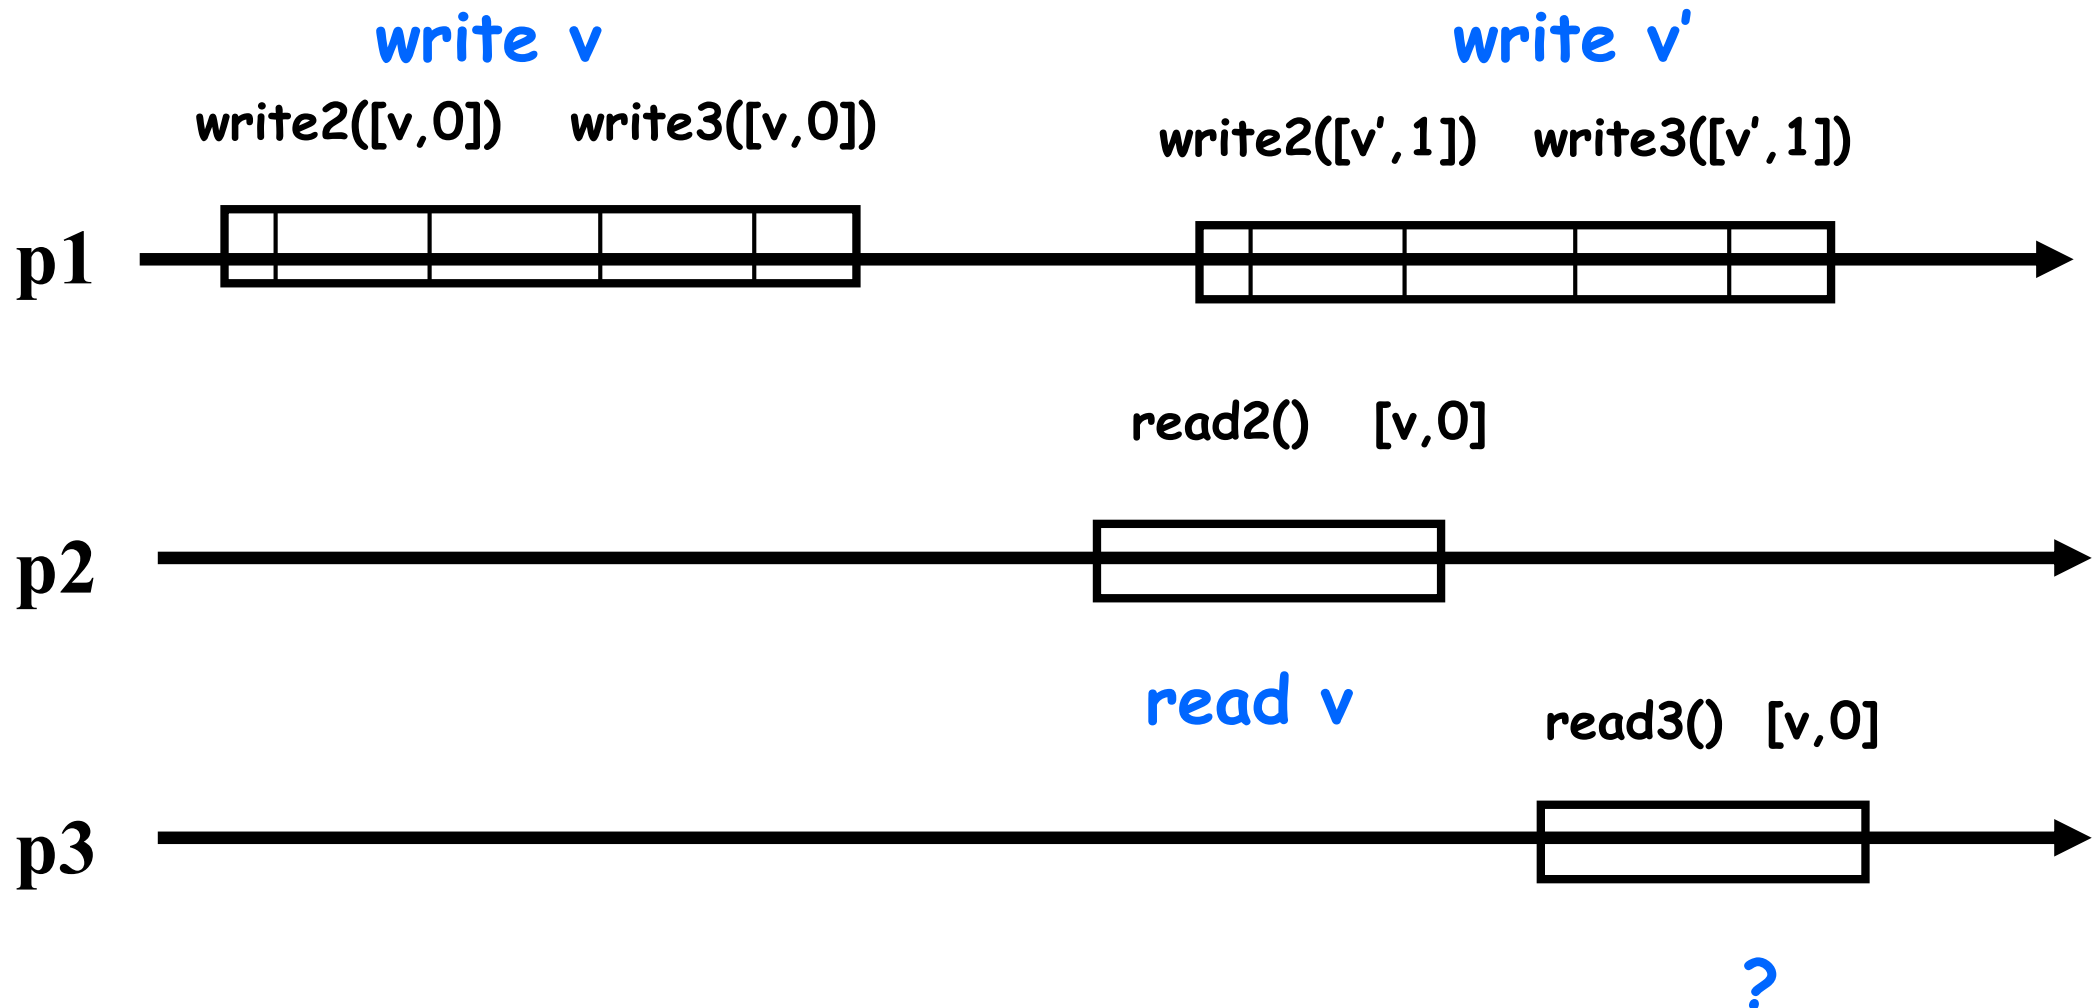 write v write v'
write2([v,0]) write3([v,0]) write2([v',1]) write3([v',1])
p1
read2() [v,0]
p2
read v
read3() [v,0]
p3
?